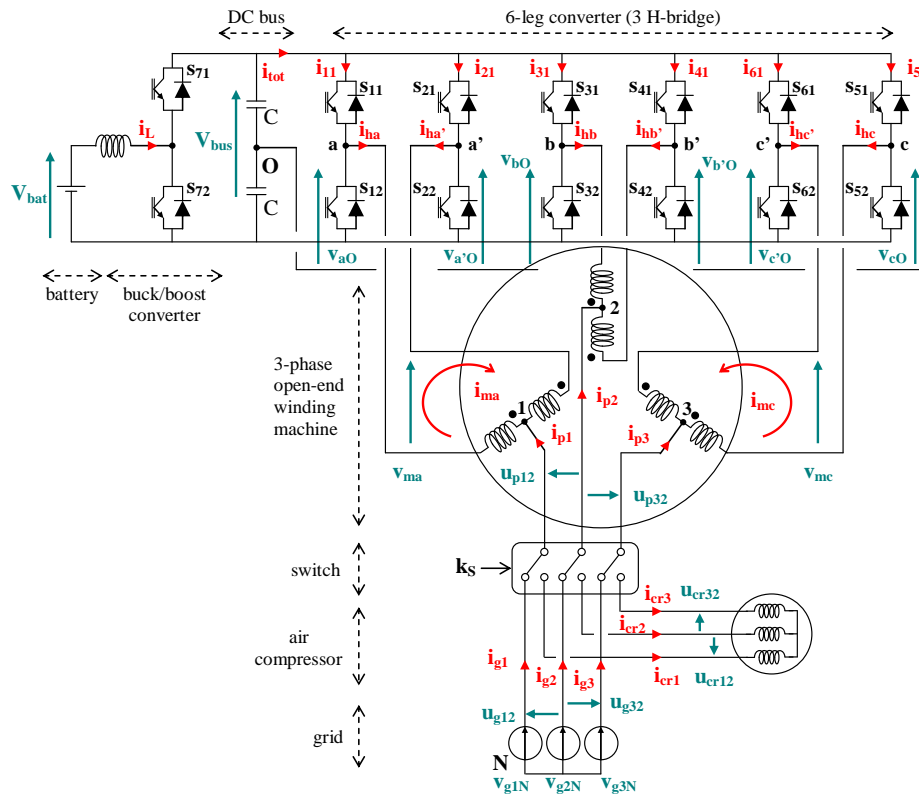 DC bus
6-leg converter (3 H-bridge)
s71
itot
i11
i21
i31
i41
i61
i5
s11
s21
s31
s41
s61
s51
C
iL
Vbus
iha
iha'
ihb
ihb'
ihc'
ihc
a
a'
b
b'
c'
c
O
vbO
vb'O
Vbat
s72
C
s12
s22
s32
s42
s62
s52
vaO
va'O
vc'O
vcO
battery
buck/boost
converter
2
3-phase
open-end
winding
machine
ima
ip2
imc
1
3
ip1
ip3
vma
up12
up32
vmc
switch
kS
icr3
ucr32
air
compressor
icr2
ig1
ig2
ig3
icr1
ucr12
ug12
ug32
grid
N
vg1N
vg2N
vg3N